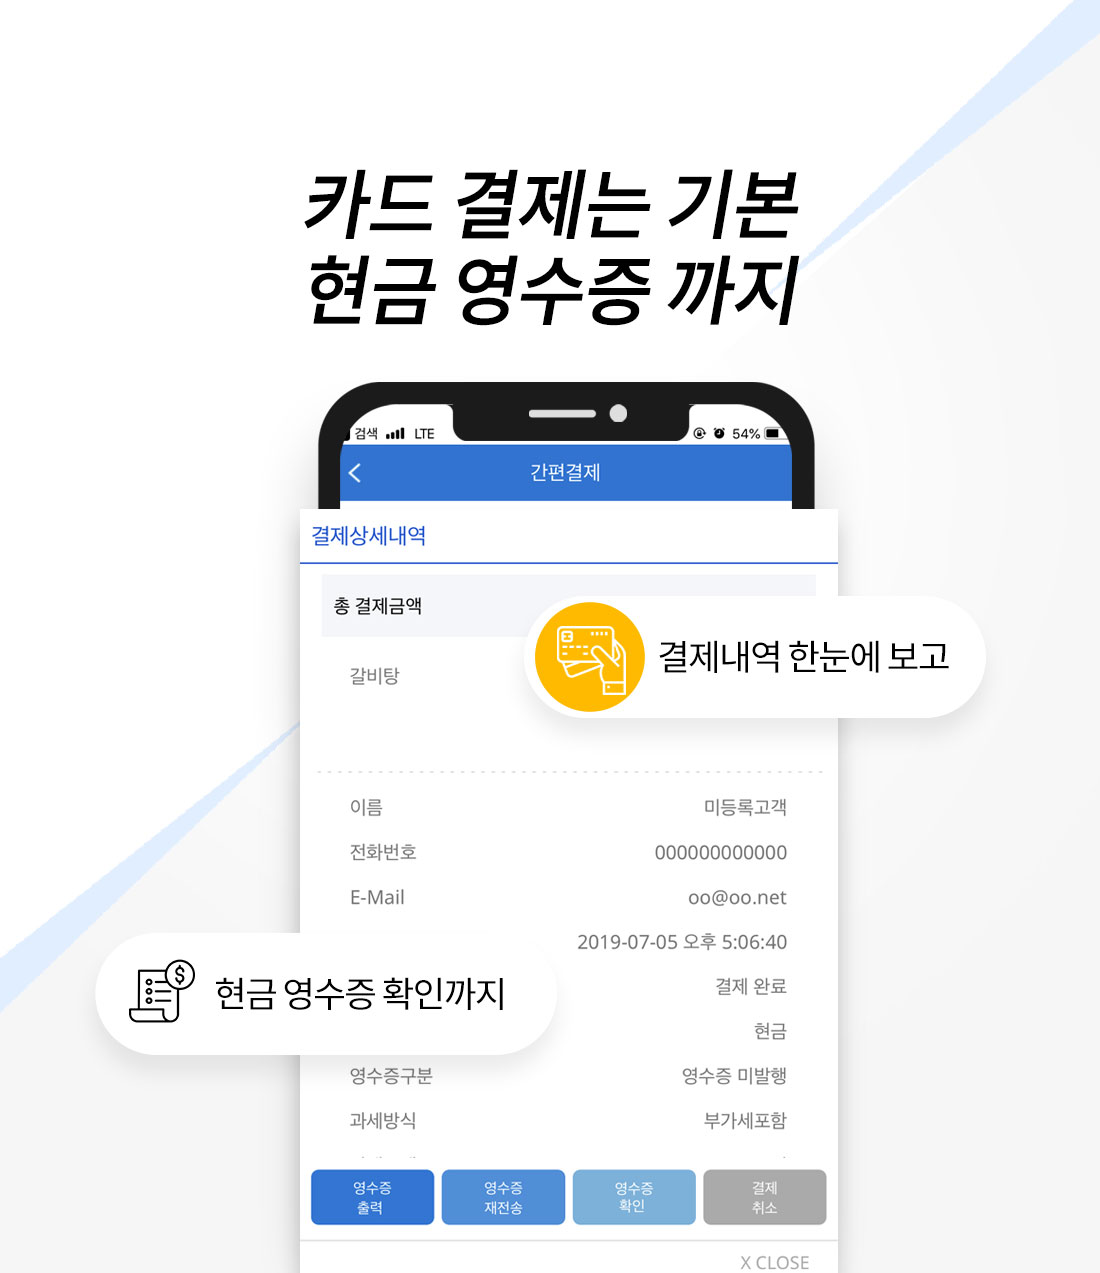 카드 결제는 기본
현금 영수증 까지
검색 LTE 54%
간편결제
결제상세내역
총 결제금액
결제내역 한눈에 보고
갈비탕
이름 미등록고객
전화번호 000000000000
E-Mail oo@oo.net
2019-07-05 오후 5:06:40
결제 완료
현금 영수증 확인까지
현금
영수증구분 영수증 미발행
과세방식 부가세포함
영수증 출력
영수증 재전송
영수증 확인
결제 취소
X CLOSE